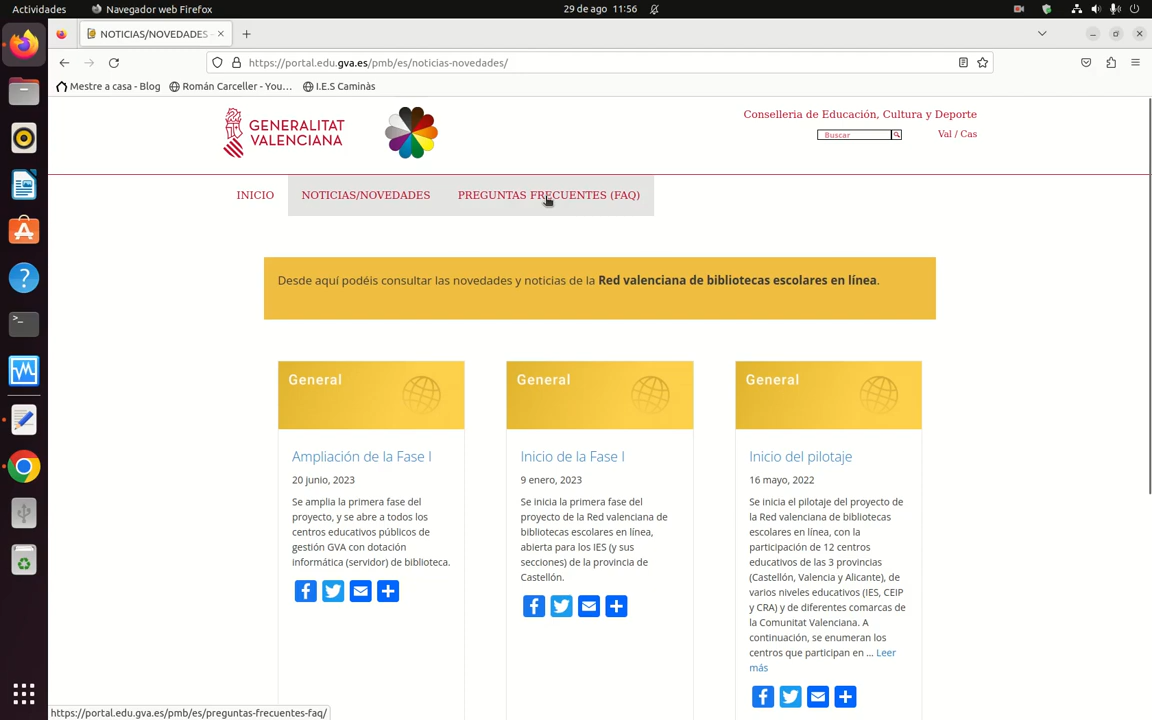 Actividades
Navegador web Firefox
29 de ago 11:56
NOTICIAS/NOVEDADES
https://portal.edu.gva.es/pmb/es/noticias-novedades/
Mestre a casa - Blog
Román Carceller - You...
I.E.S Caminàs
GENERALITAT
VALENCIANA
Conselleria de Educación, Cultura y Deporte
Buscar
Val / Cas
INICIO
NOTICIAS/NOVEDADES
PREGUNTAS FRECUENTES (FAQ)
Desde aquí podéis consultar las novedades y noticias de la Red valenciana de bibliotecas escolares en línea.
General
Ampliación de la Fase I
20 junio, 2023
Se amplia la primera fase del
proyecto, y se abre a todos los
centros educativos públicos de
gestión GVA con dotación
informática (servidor) de biblioteca.
General
Inicio de la Fase I
9 enero, 2023
Se inicia la primera fase del
proyecto de la Red valenciana de
bibliotecas escolares en línea,
abierta para los IES (y sus
secciones) de la provincia de
Castellón.
General
Inicio del pilotaje
16 mayo, 2022
Se inicia el pilotaje del proyecto de
la Red valenciana de bibliotecas
escolares en línea, con la
participación de 12 centros
educativos de las 3 provincias
(Castellón, Valencia y Alicante), de
varios niveles educativos (IES, CEIP
y CRA) y de diferentes comarcas de
la Comunitat Valenciana. A
continuación, se enumeran los
centros que participan en ... Leer
más
https://portal.edu.gva.es/pmb/es/preguntas-frecuentes-faq/